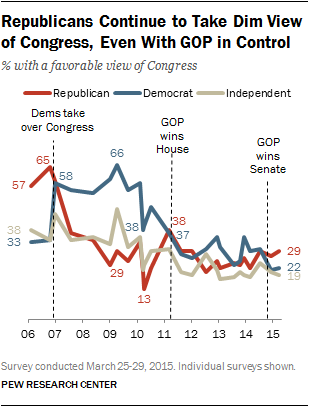 Republicans Continue to Take Dim View
of Congress, Even With GOP in Control
% with a favorable view of Congress
Republican Democrat Independent
Dems take
over Congress
GOP
wins
House
GOP
wins
Senate
65
66
57
58
38
38
38
37
33
29
29
22
19
13
06 07 08 09 10 11 12 13 14 15
Survey conducted March 25-29, 2015. Individual surveys shown.
PEW RESEARCH CENTER